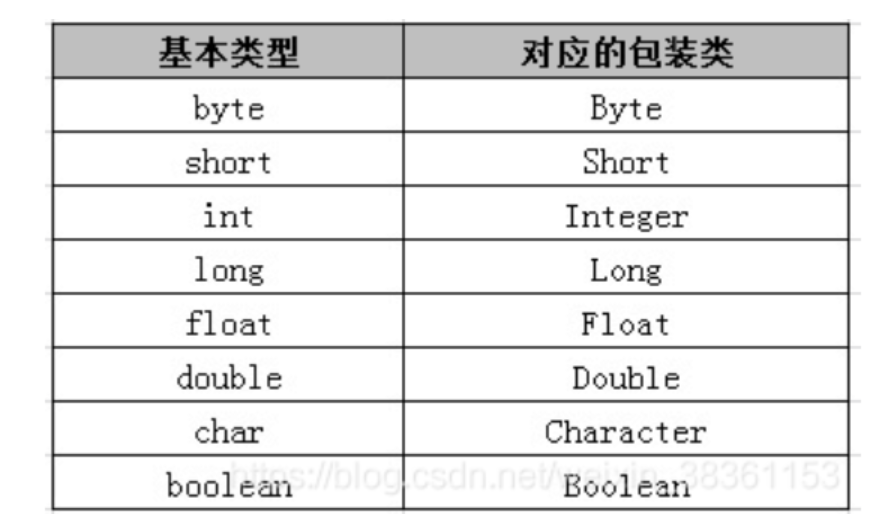 基本类型 对应的包装类
byte Byte
short Short
int Integer
long Long
float Float
double Double
char Character
boolean Boolean
https://blog.csdn.net/weixin_38361153